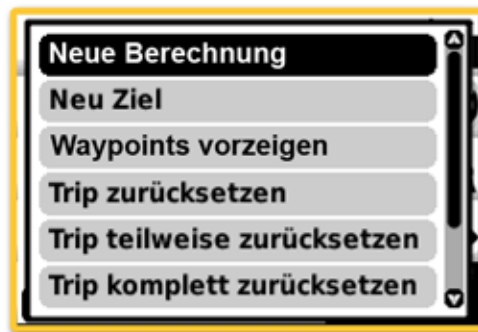 Neue Berechnung
Neu Ziel
Waypoints vorzeigen
Trip zurücksetzen
Trip teilweise zurücksetzen
Trip komplett zurücksetzen